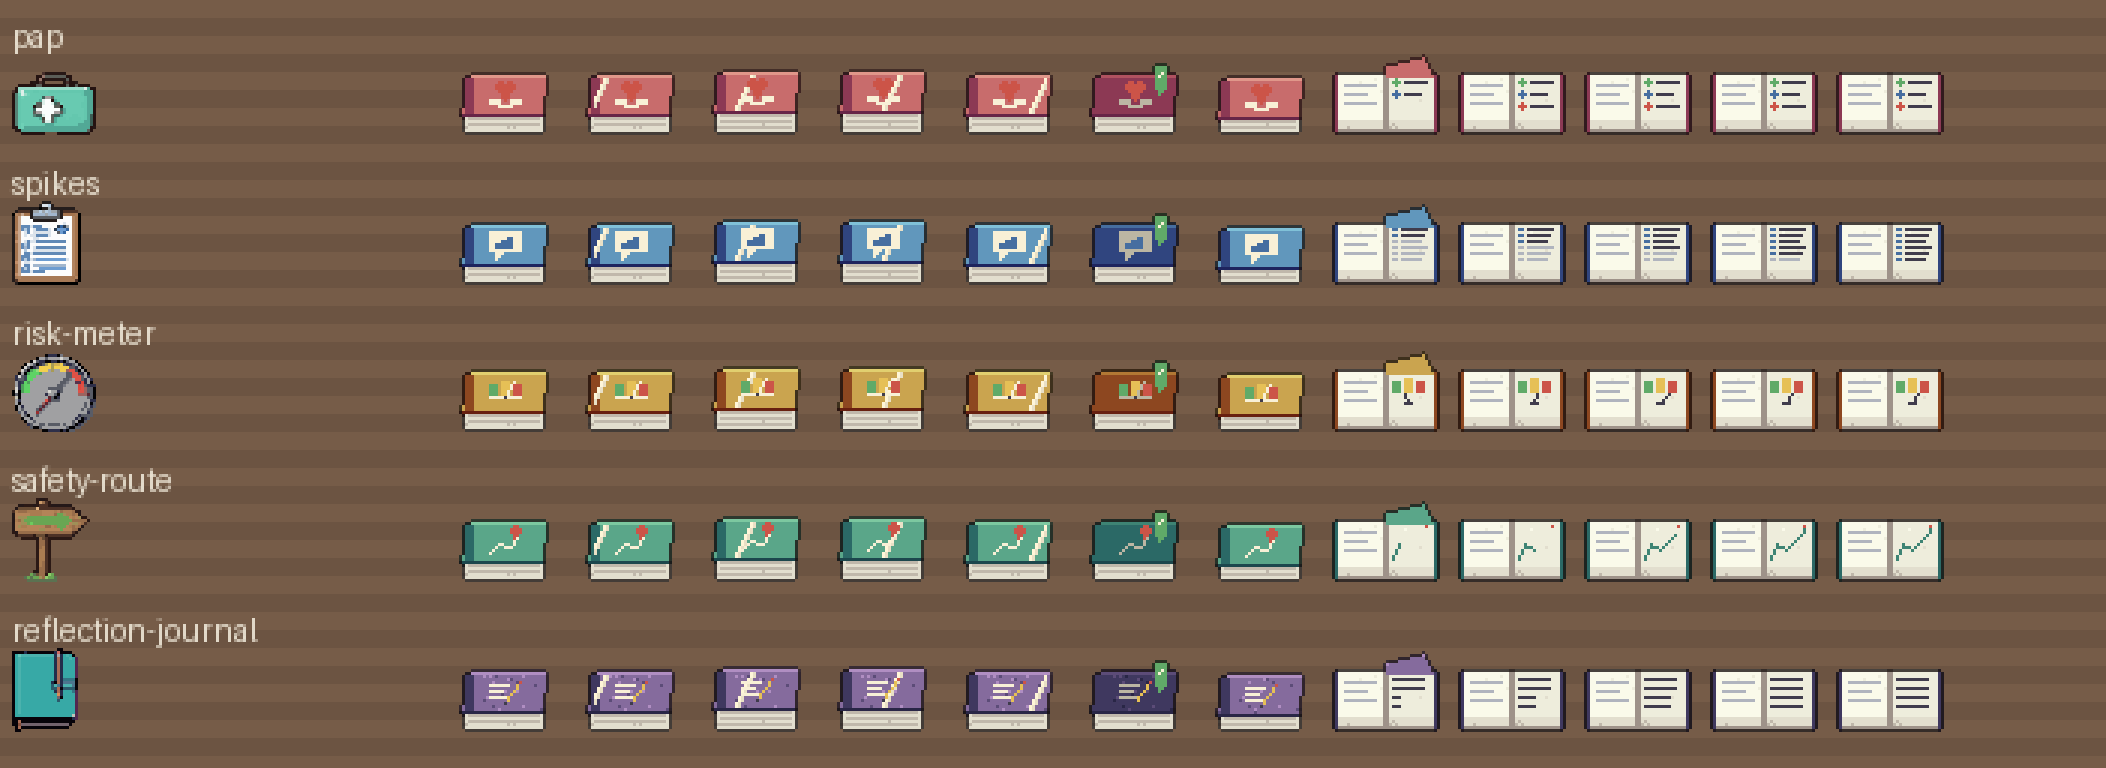 pap
spikes
risk-meter
safety-route
reflection-journal